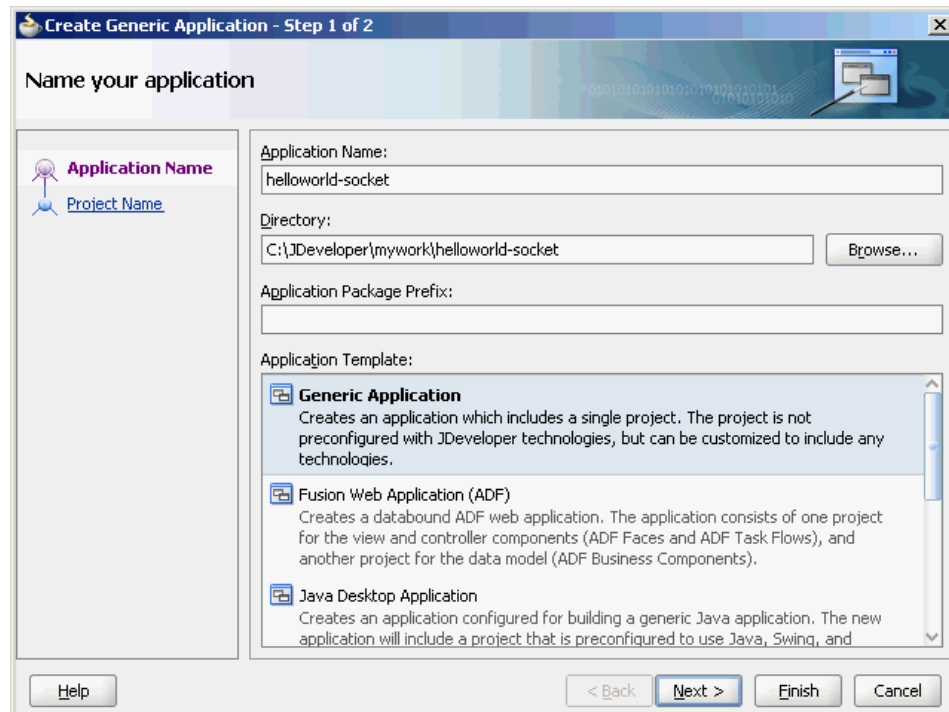 Create Generic Application - Step 1 of 2
Name your application
Application Name
Project Name
Application Name:
helloworld-socket
Directory:
C:\JDeveloper\mywork\helloworld-socket
Browse...
Application Package Prefix:
Application Template:
Generic Application
Creates an application which includes a single project. The project is not
preconfigured with JDeveloper technologies, but can be customized to include any
technologies.
Fusion Web Application (ADF)
Creates a databound ADF web application. The application consists of one project
for the view and controller components (ADF Faces and ADF Task Flows), and
another project for the data model (ADF Business Components).
Java Desktop Application
Creates an application configured for building a generic Java application. The new
application will include a project that is preconfigured to use Java, Swing, and
Help
< Back
Next >
Finish
Cancel